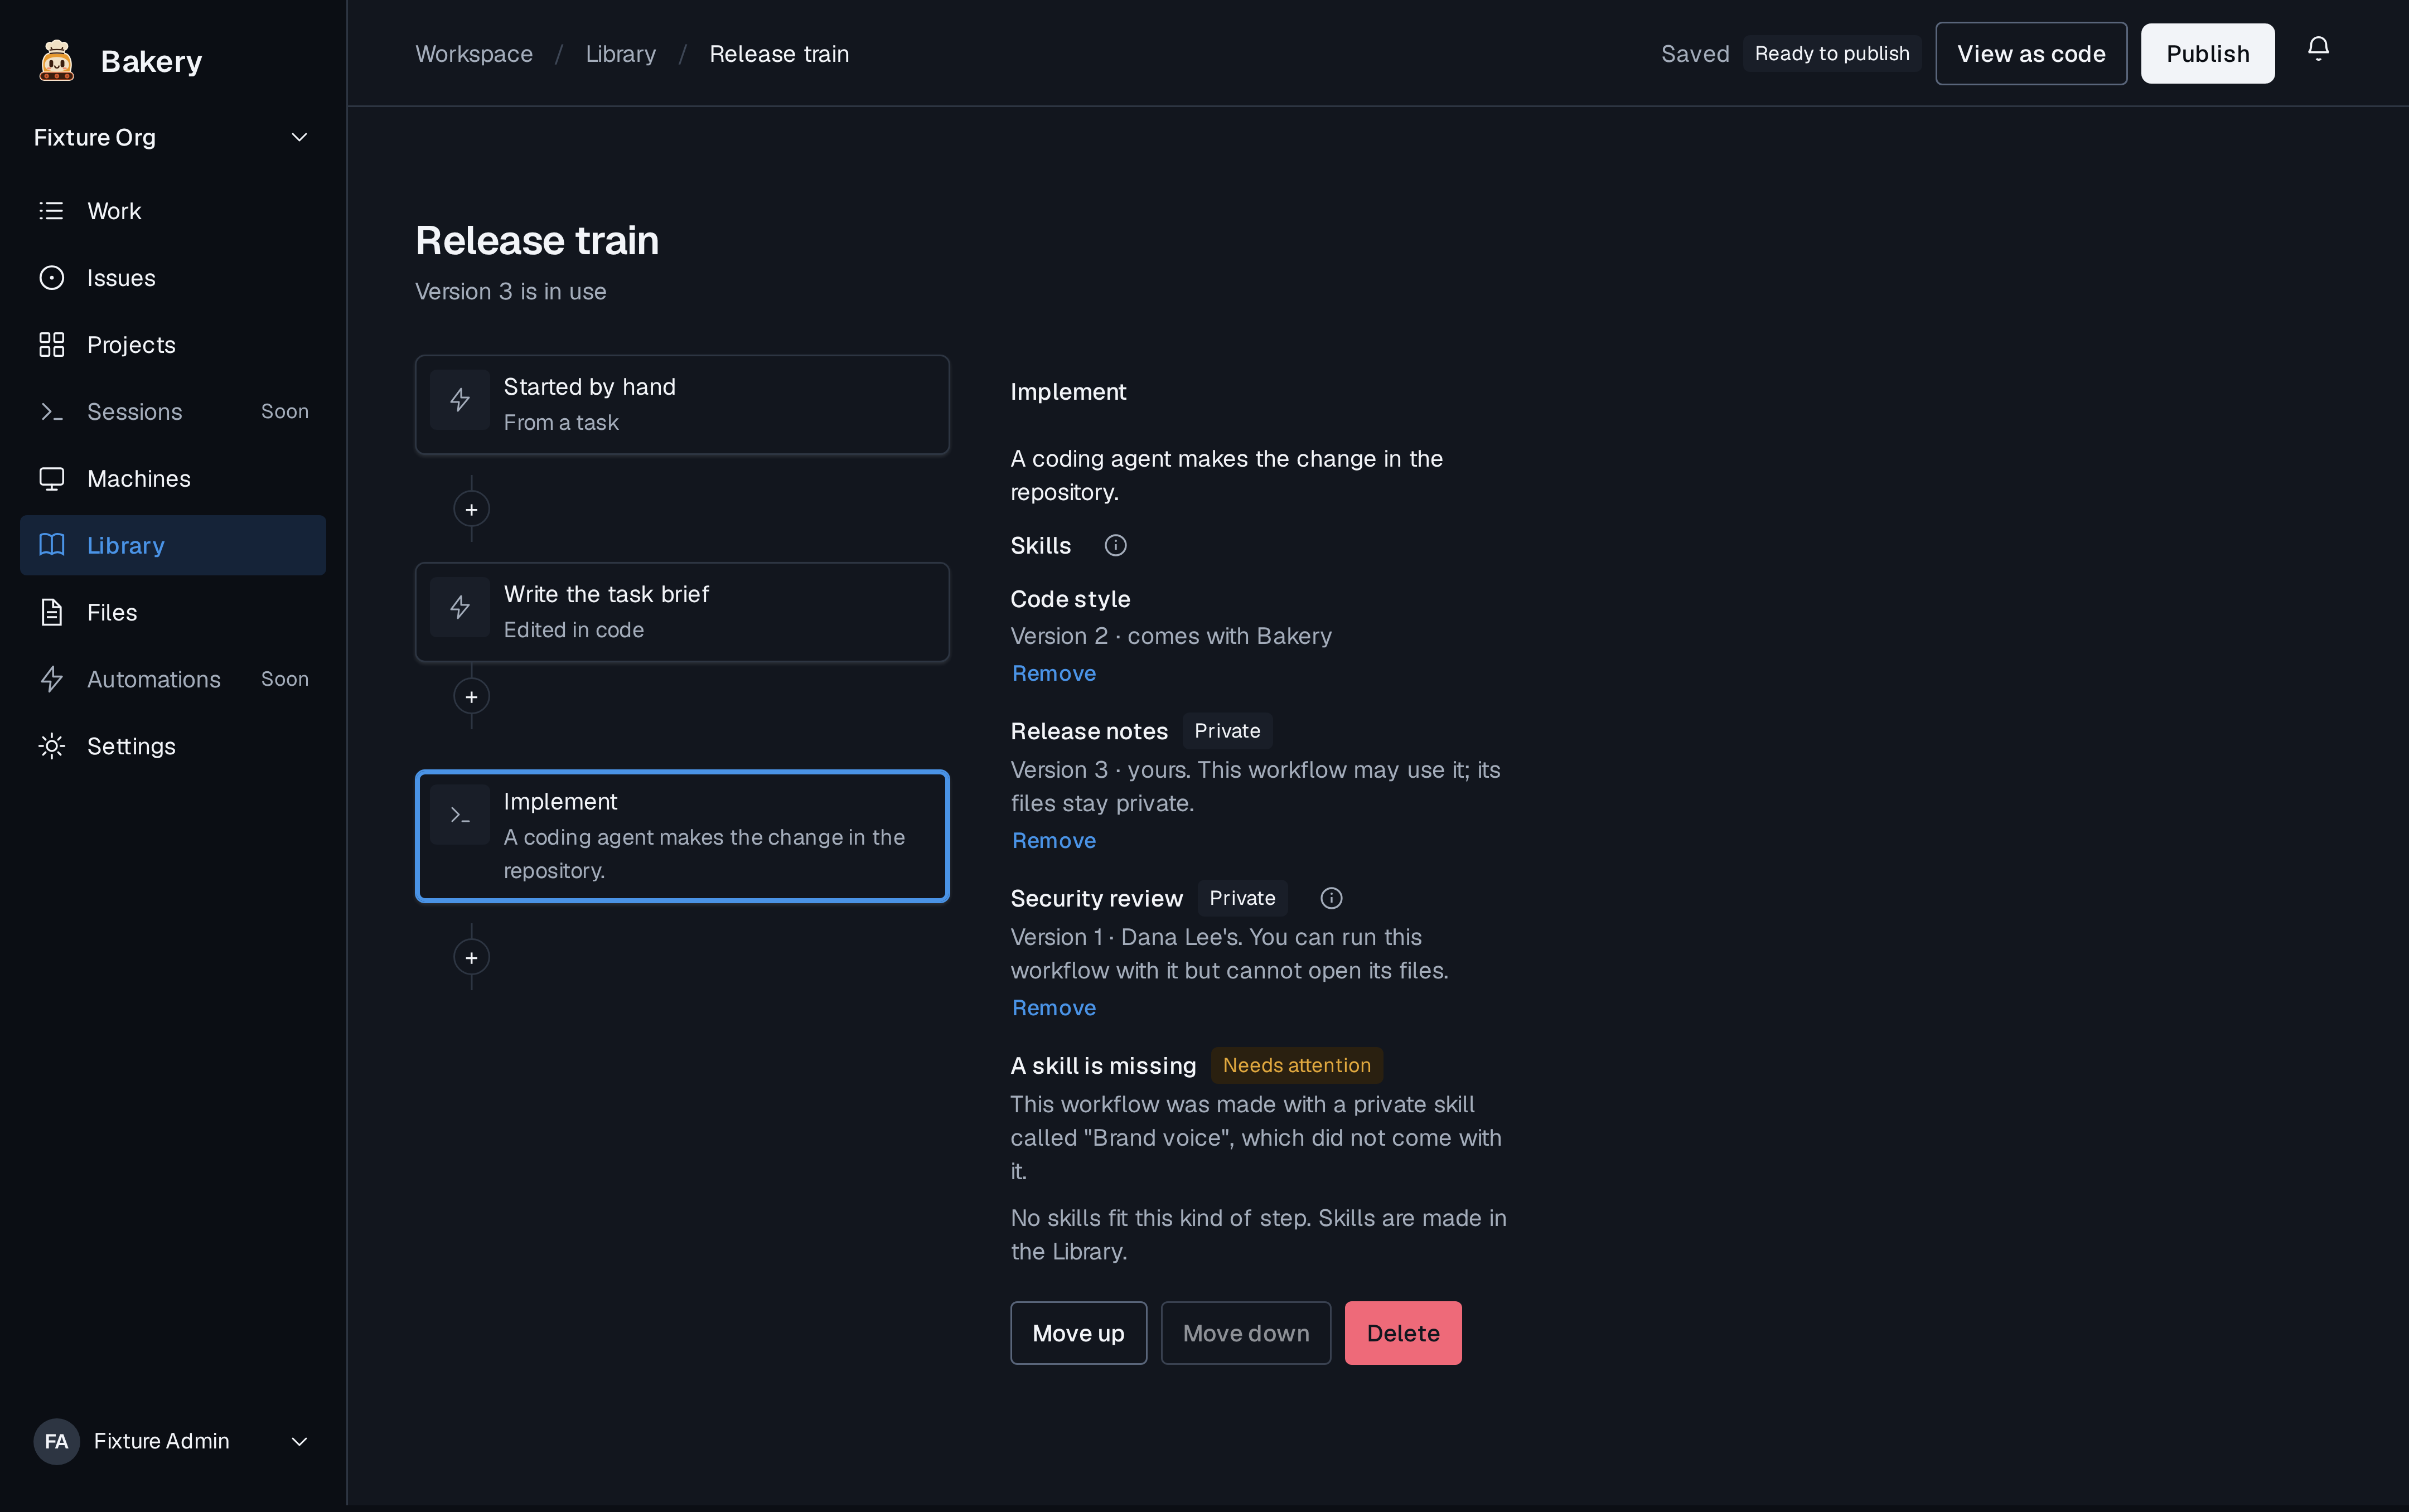 Bakery
Fixture Org
Work
Issues
Projects
Sessions Soon
Machines
Library
Files
Automations Soon
Settings
FA Fixture Admin
Workspace / Library / Release train
Saved Ready to publish View as code Publish
Release train
Version 3 is in use
Started by hand
From a task
+
Write the task brief
Edited in code
+
Implement
A coding agent makes the change in the
repository.
+
Implement
A coding agent makes the change in the
repository.
Skills
Code style
Version 2 · comes with Bakery
Remove
Release notes Private
Version 3 · yours. This workflow may use it; its
files stay private.
Remove
Security review Private
Version 1 · Dana Lee's. You can run this
workflow with it but cannot open its files.
Remove
A skill is missing Needs attention
This workflow was made with a private skill
called "Brand voice", which did not come with
it.
No skills fit this kind of step. Skills are made in
the Library.
Move up Move down Delete